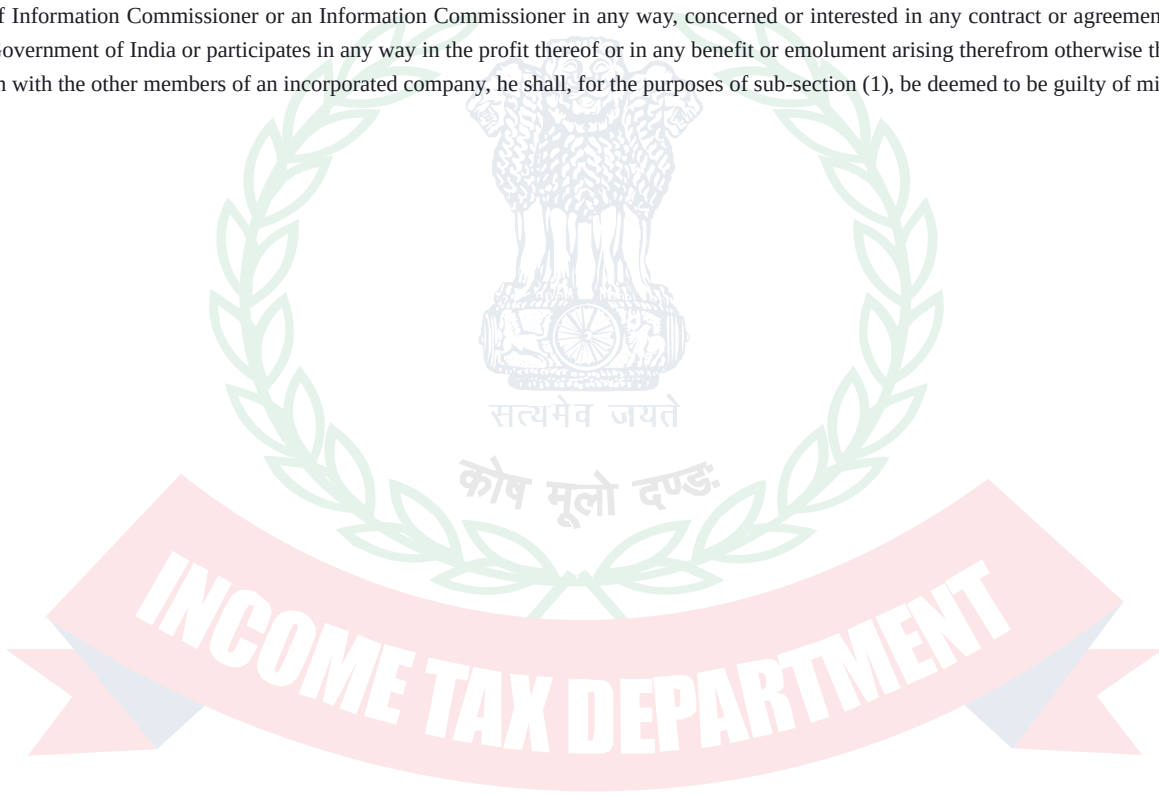 f Information Commissioner or an Information Commissioner in any way, concerned or interested in any contract or agreemen
Government of India or participates in any way in the profit thereof or in any benefit or emolument arising therefrom otherwise th
n with the other members of an incorporated company, he shall, for the purposes of sub-section (1), be deemed to be guilty of mi
सत्यमेव जयते
कोष मूलो दण्डः
INCOME TAX DEPARTMENT